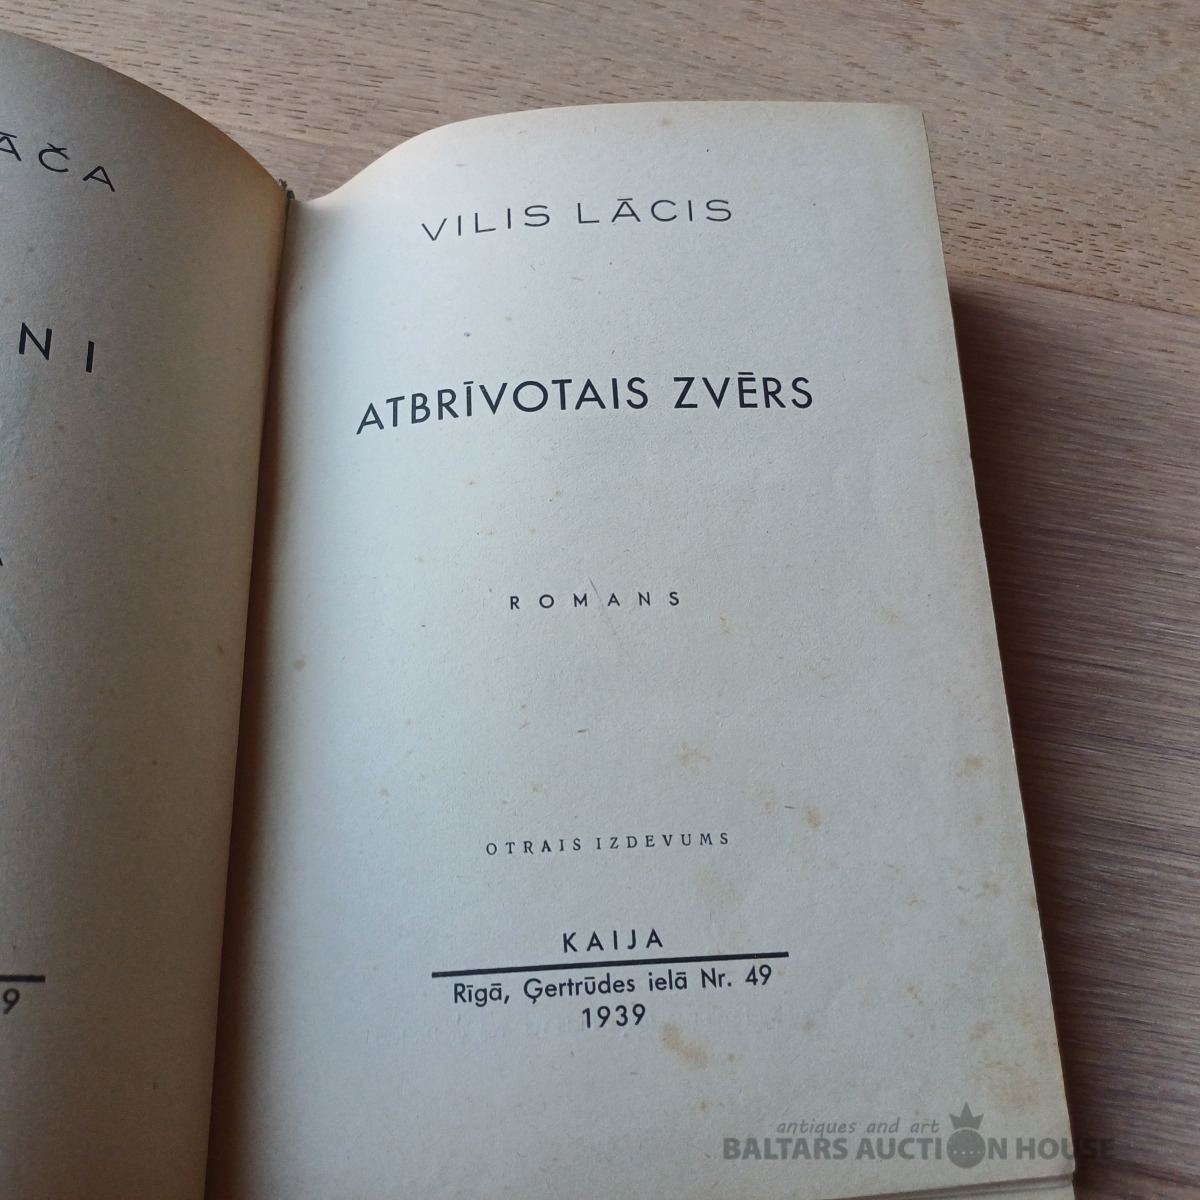 VILIS LĀCIS
ATBRĪVOTAIS ZVĒRS
ROMANS
OTRAIS IZDEVUMS
KAIJA
Rīgā, Ģertrūdes ielā Nr. 49
1939
antiques and art
BALTARS AUCTION HOUSE